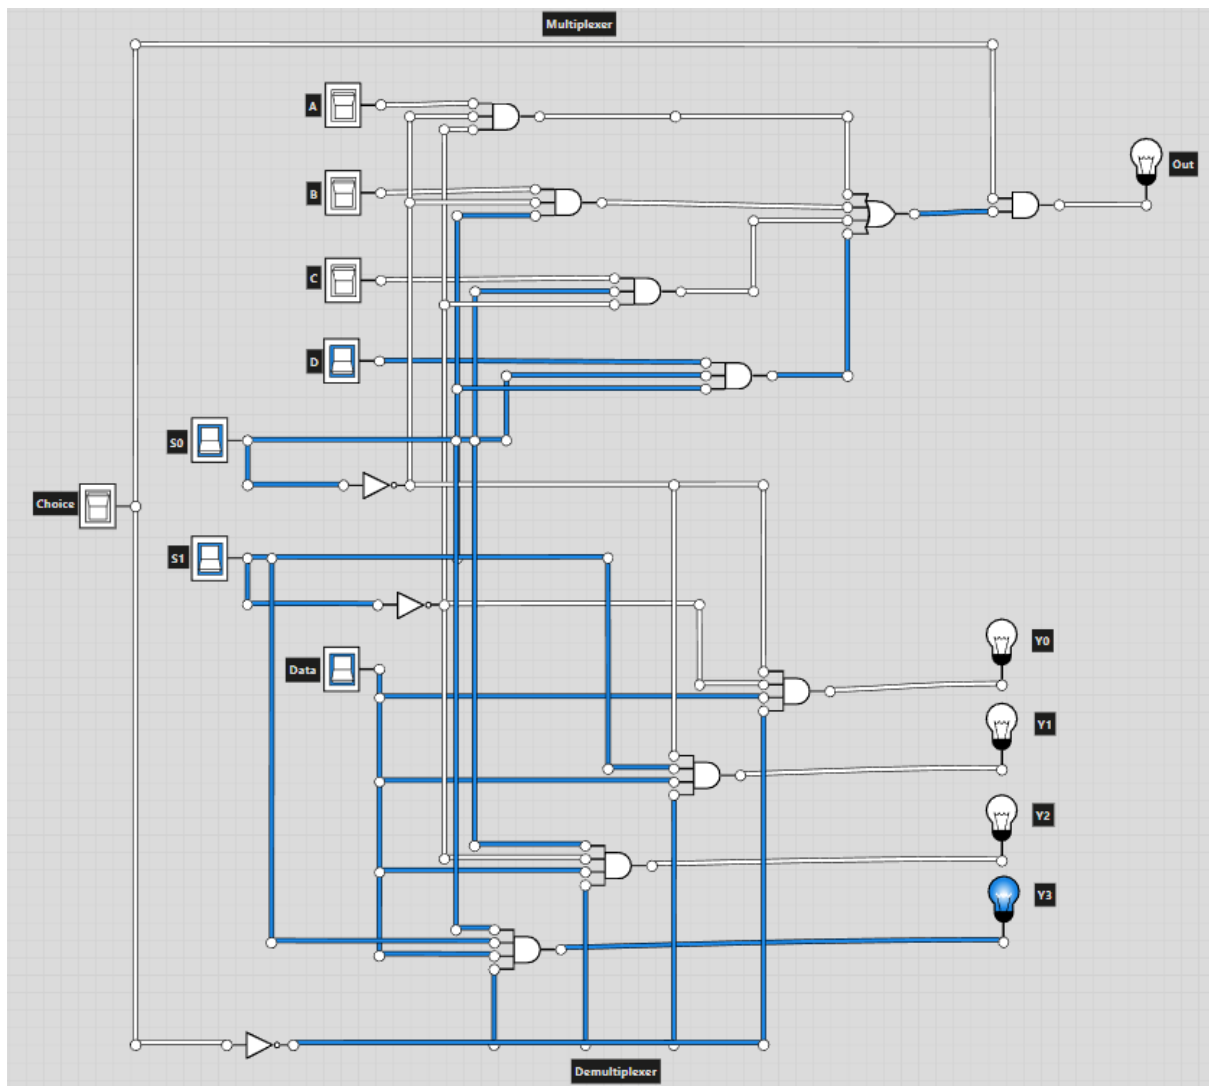 Multiplexer
A
Out
B
C
D
S0
Choice
S1
Y0
Data
Y1
Y2
Y3
Demultiplexer